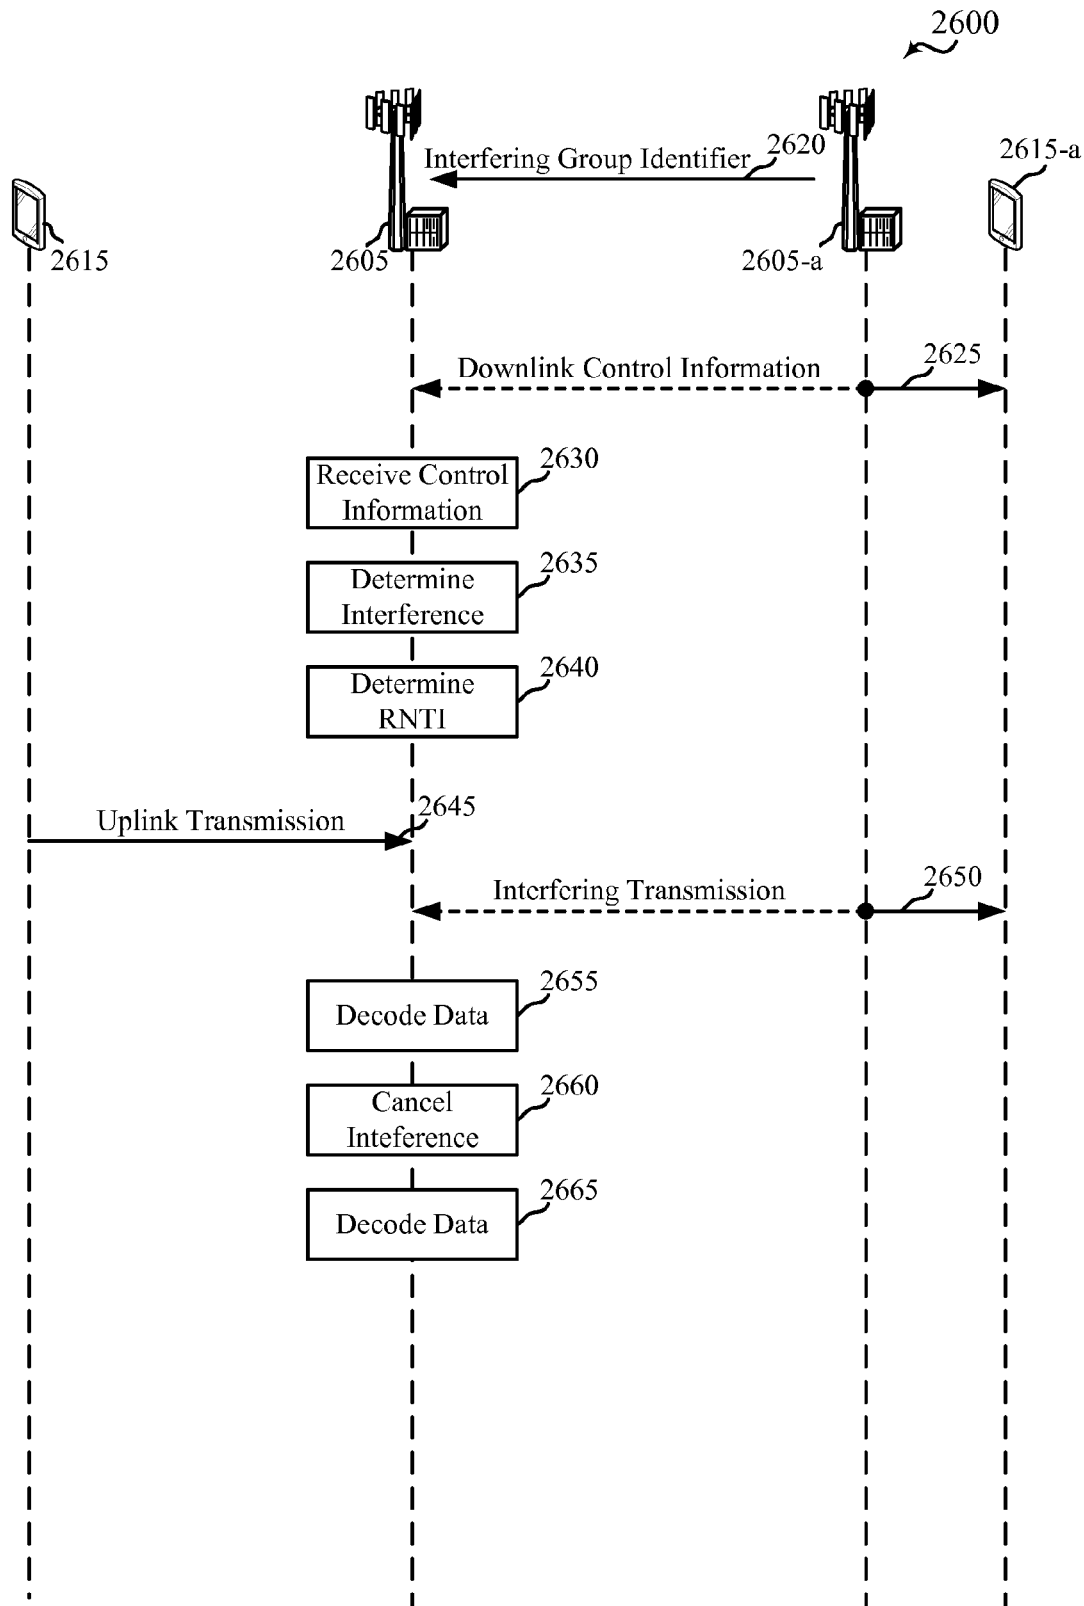 2600
Interfering Group Identifier
2620
2615-a
2615
2605
2605-a
Downlink Control Information
2625
Receive Control
Information
2630
Determine
Interference
2635
Determine
RNTI
2640
Uplink Transmission
2645
Interfering Transmission
2650
Decode Data
2655
Cancel
Inteference
2660
Decode Data
2665